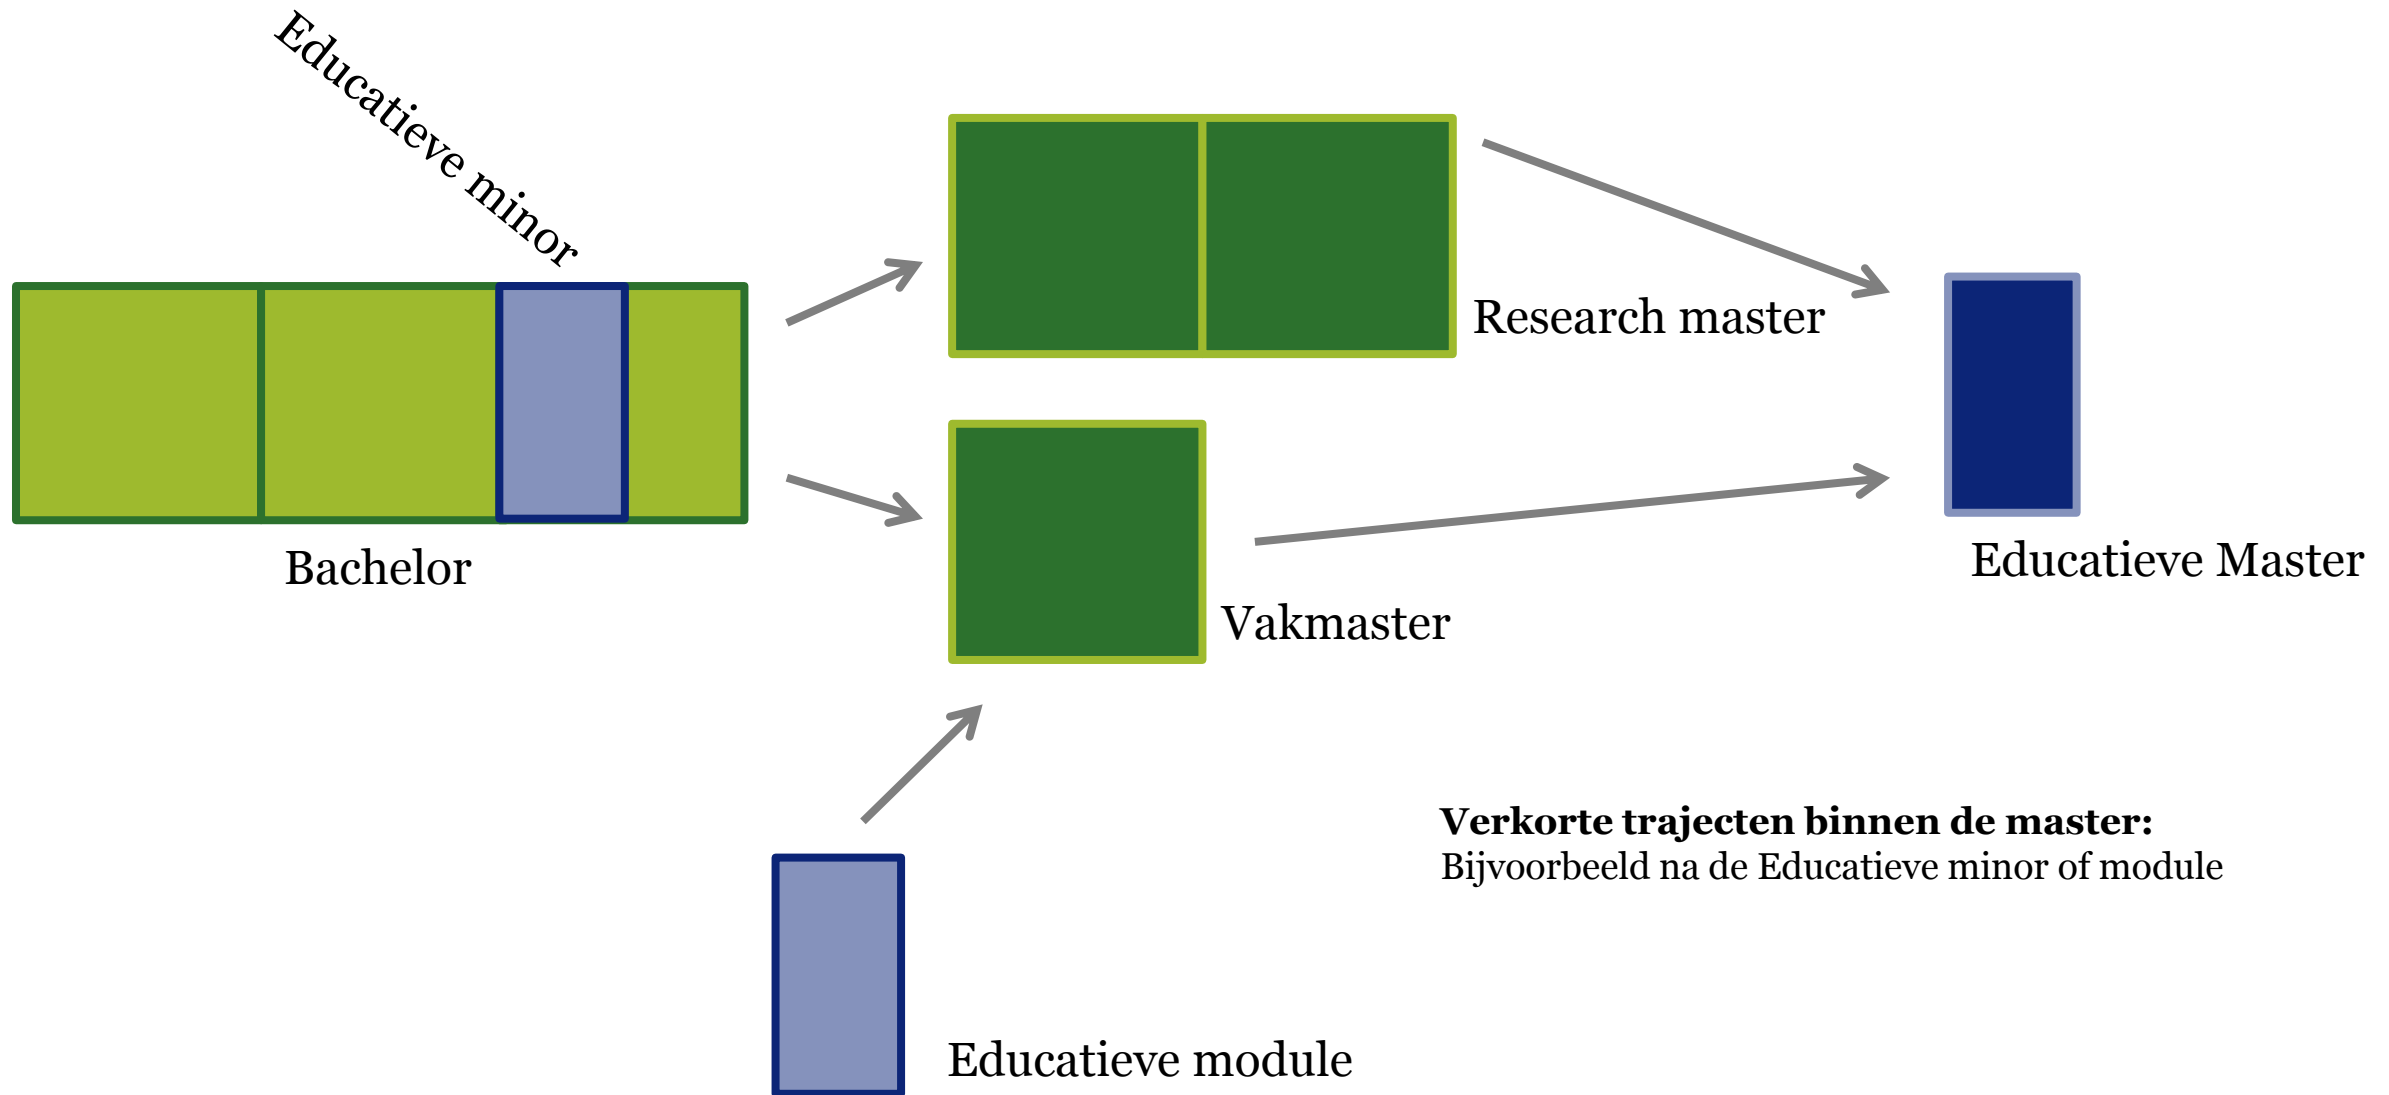 Educatieve minor
Bachelor
Research master
Vakmaster
Educatieve Master
Educatieve module
Verkorte trajecten binnen de master:
Bijvoorbeeld na de Educatieve minor of module